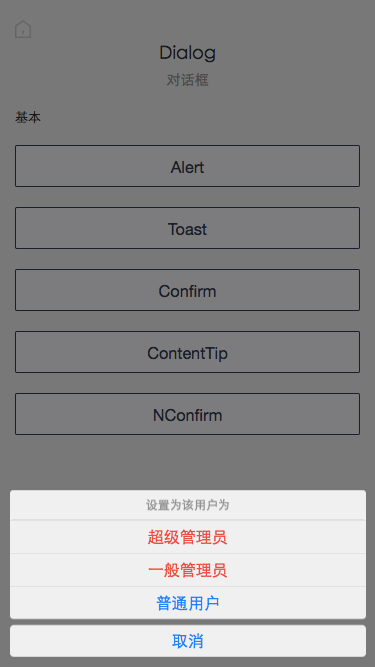 Dialog
对话框
基本
Alert
Toast
Confirm
ContentTip
NConfirm
设置为该用户为
超级管理员
一般管理员
普通用户
取消